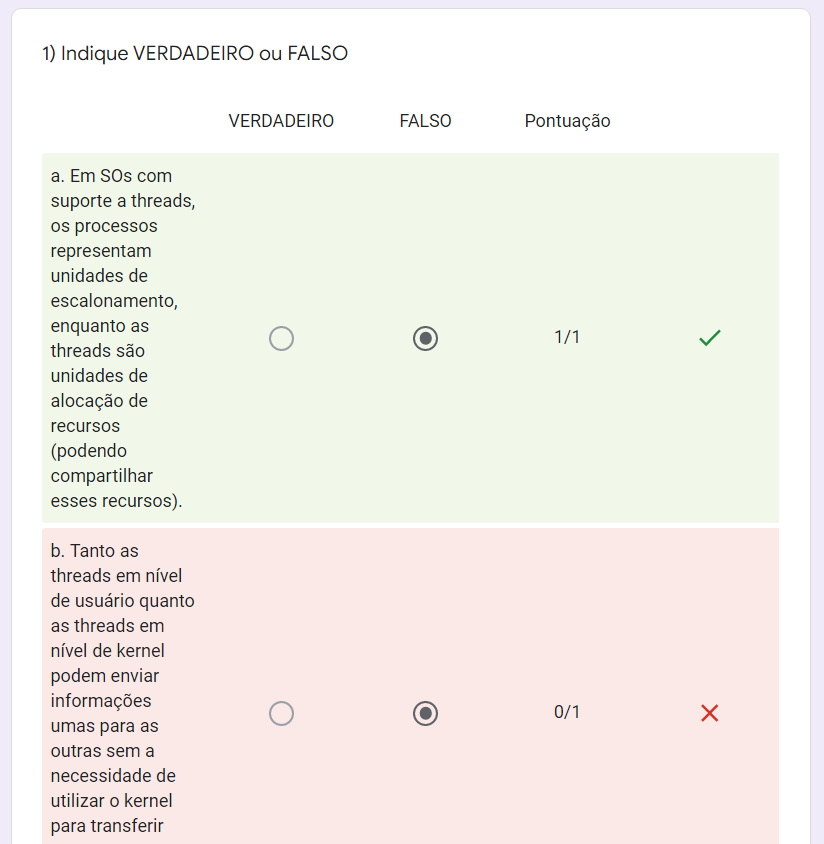 1) Indique VERDADEIRO ou FALSO
VERDADEIRO FALSO Pontuação
a. Em SOs com
suporte a threads,
os processos
representam
unidades de
escalonamento,
enquanto as
threads são
unidades de
alocação de
recursos
(podendo
compartilhar
esses recursos).
1/1
b. Tanto as
threads em nível
de usuário quanto
as threads em
nível de kernel
podem enviar
informações
umas para as
outras sem a
necessidade de
utilizar o kernel
para transferir
0/1